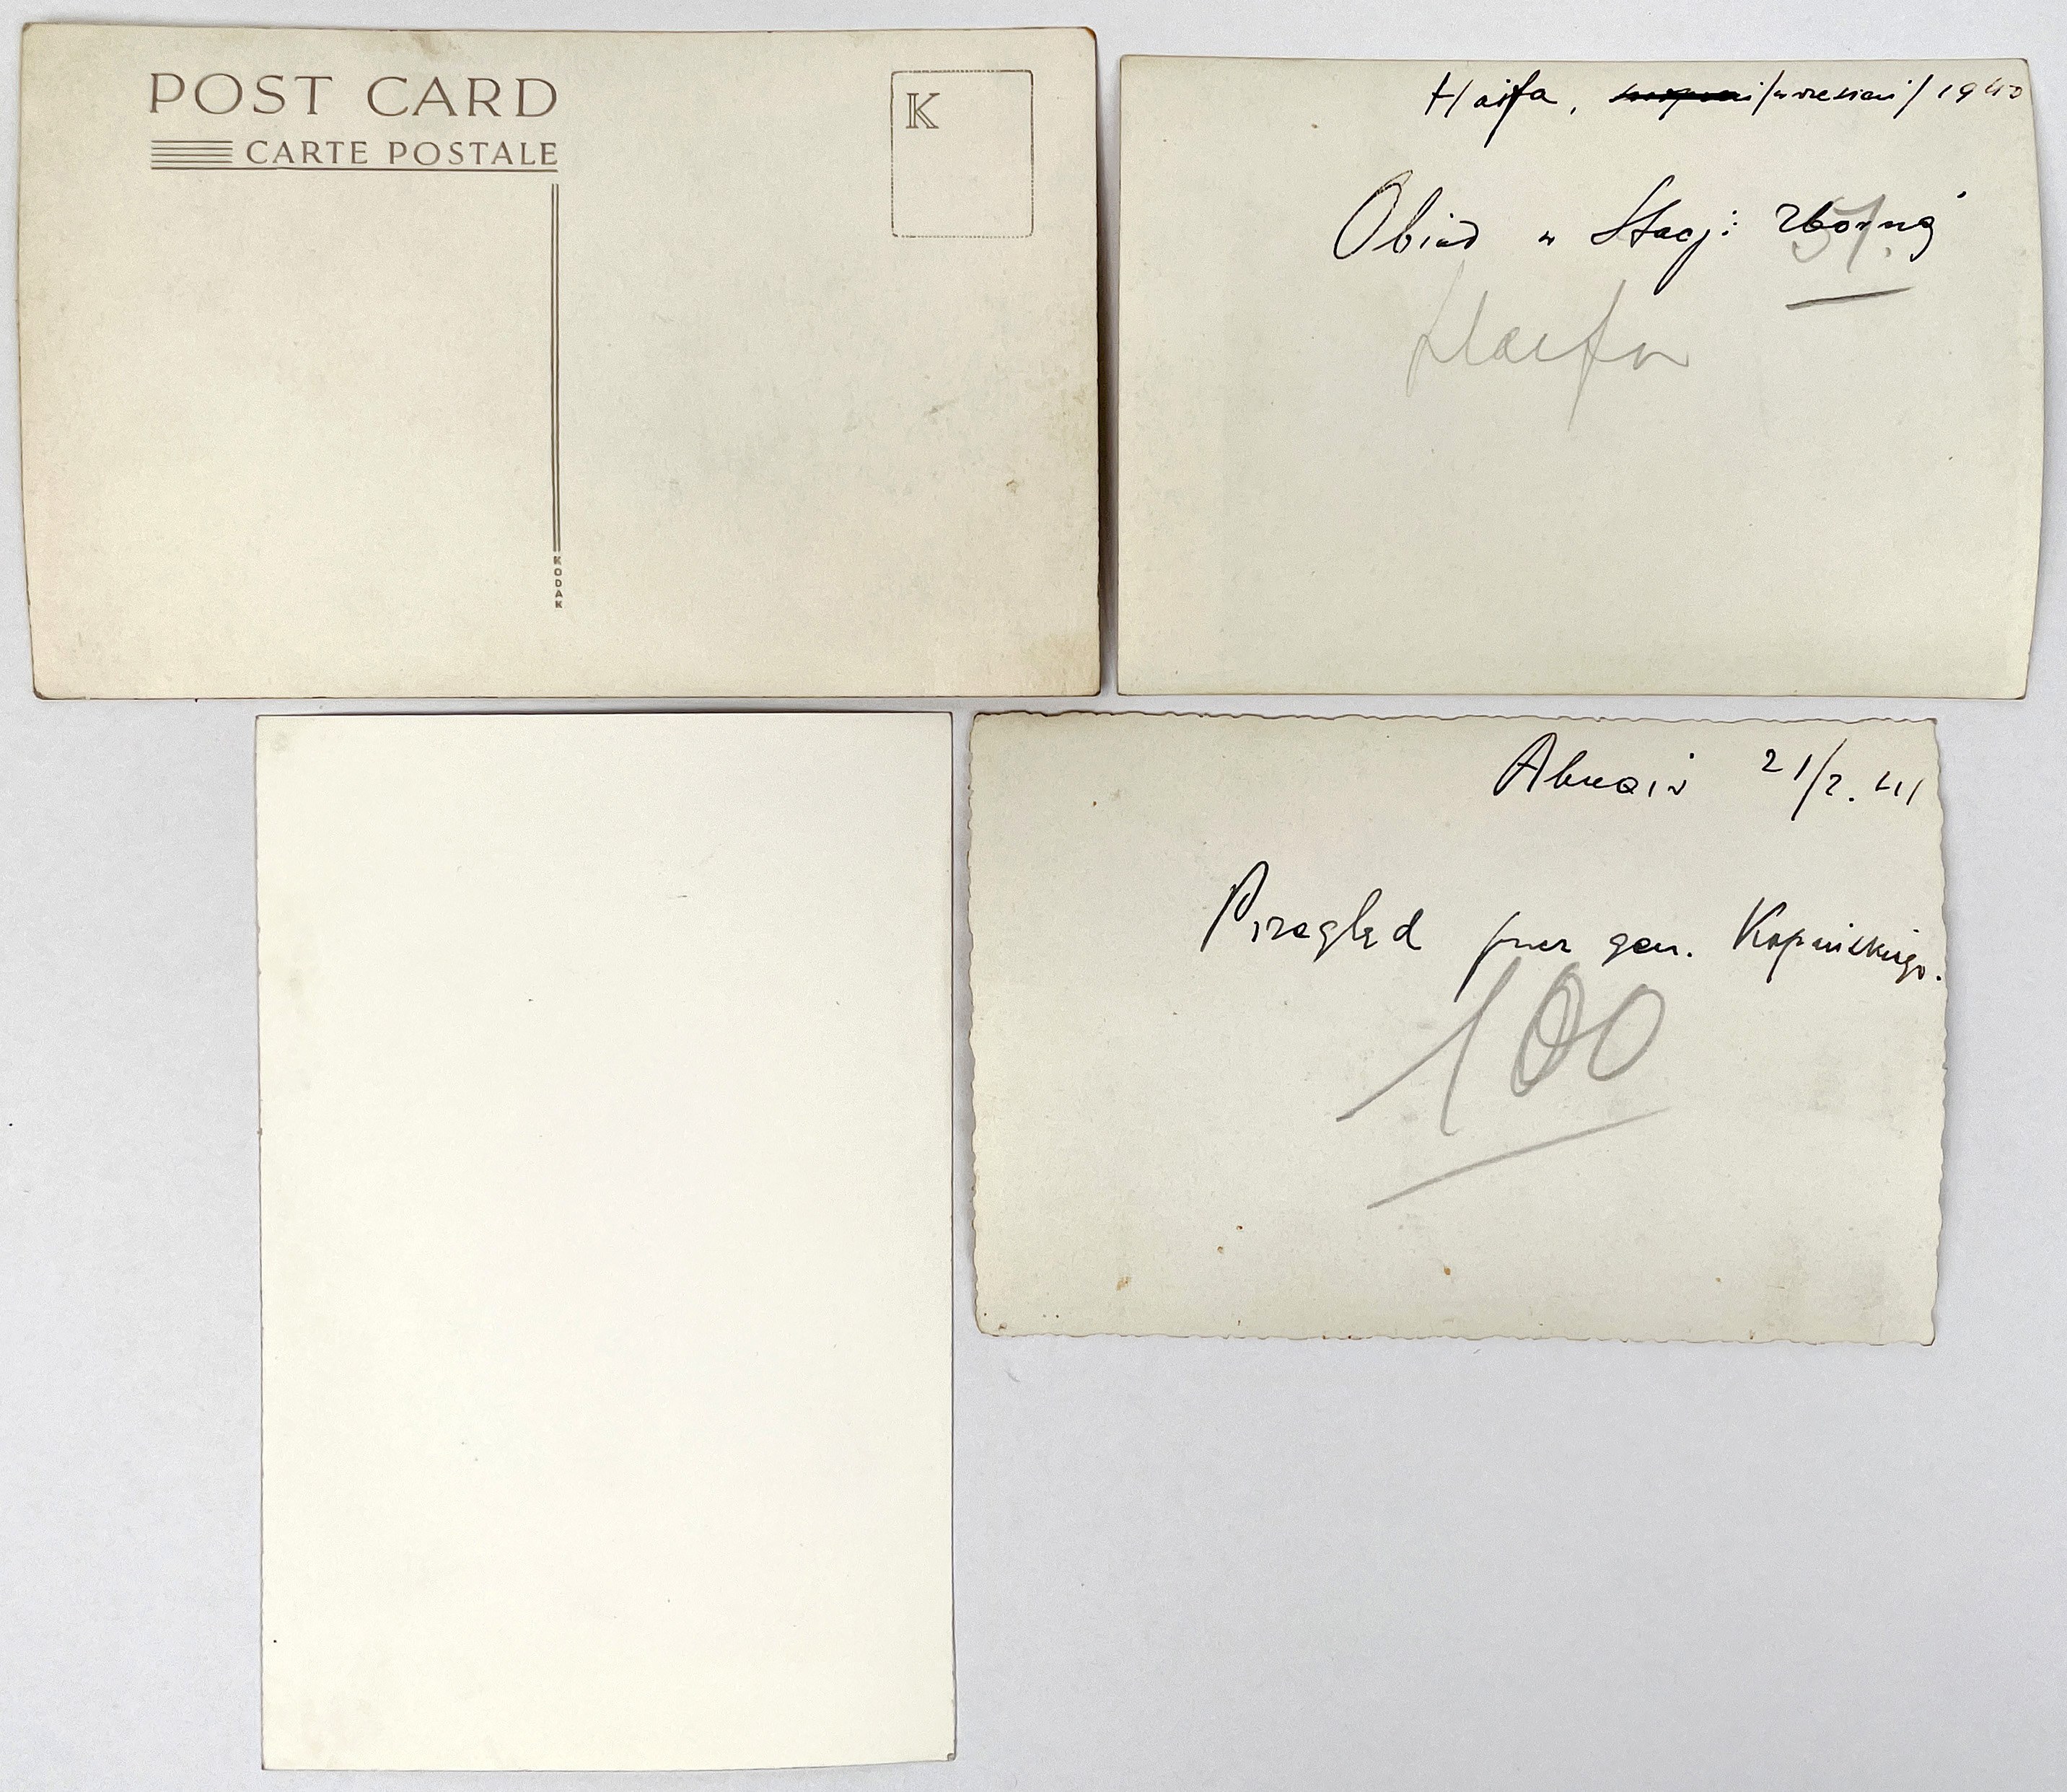 POST CARD
CARTE POSTALE
K
KODAK
Haifa, /wrzesień/ 1940
Obiad w Stacji Zbornej
51.
Haifa
21/2. 41
Przegląd przez gen. Kopańskiego.
100